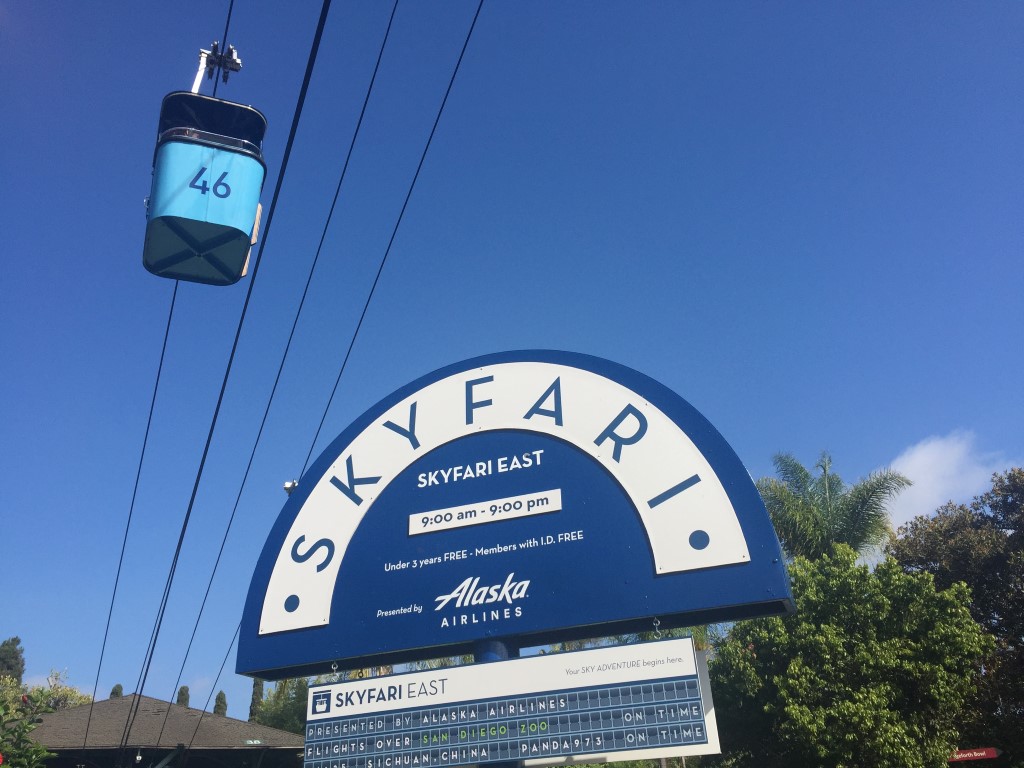 46
SKYFARI
SKYFARI EAST
9:00 am - 9:00 pm
Under 3 years FREE - Members with I.D. FREE
Presented by Alaska
AIRLINES
SKYFARI EAST
Your SKY ADVENTURE begins here.
PRESENTED BY ALASKA AIRLINES
FLIGHTS OVER SAN DIEGO ZOO ON TIME
SICHUAN, CHINA PANDA973 ON TIME
Bowl